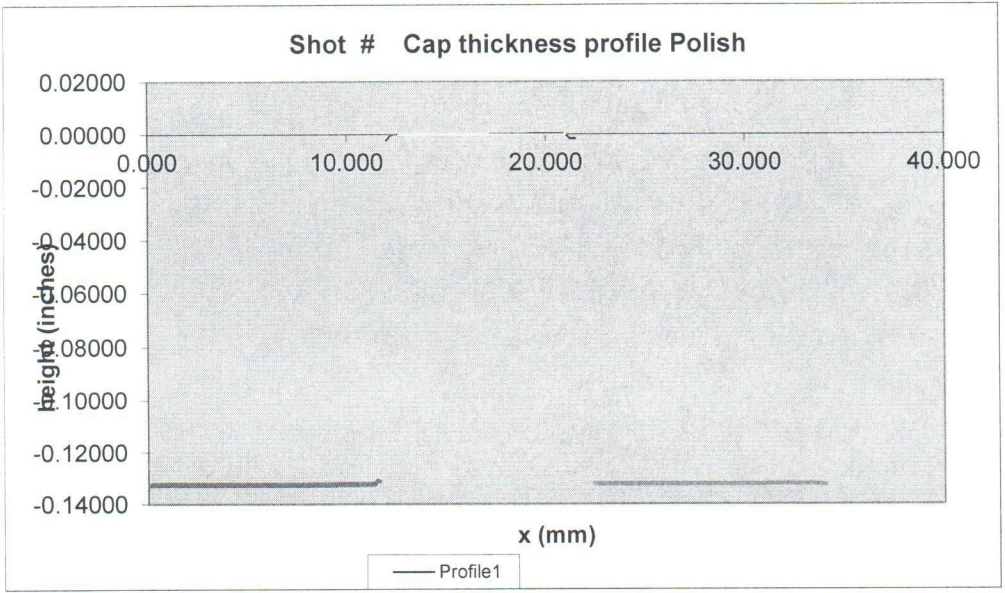 Shot # Cap thickness profile Polish
0.02000
0.00000
0.000 10.000 20.000 30.000 40.000
-0.02000
-0.04000
-0.06000
-0.08000
-0.10000
-0.12000
-0.14000
height (inches)
x (mm)
Profile1